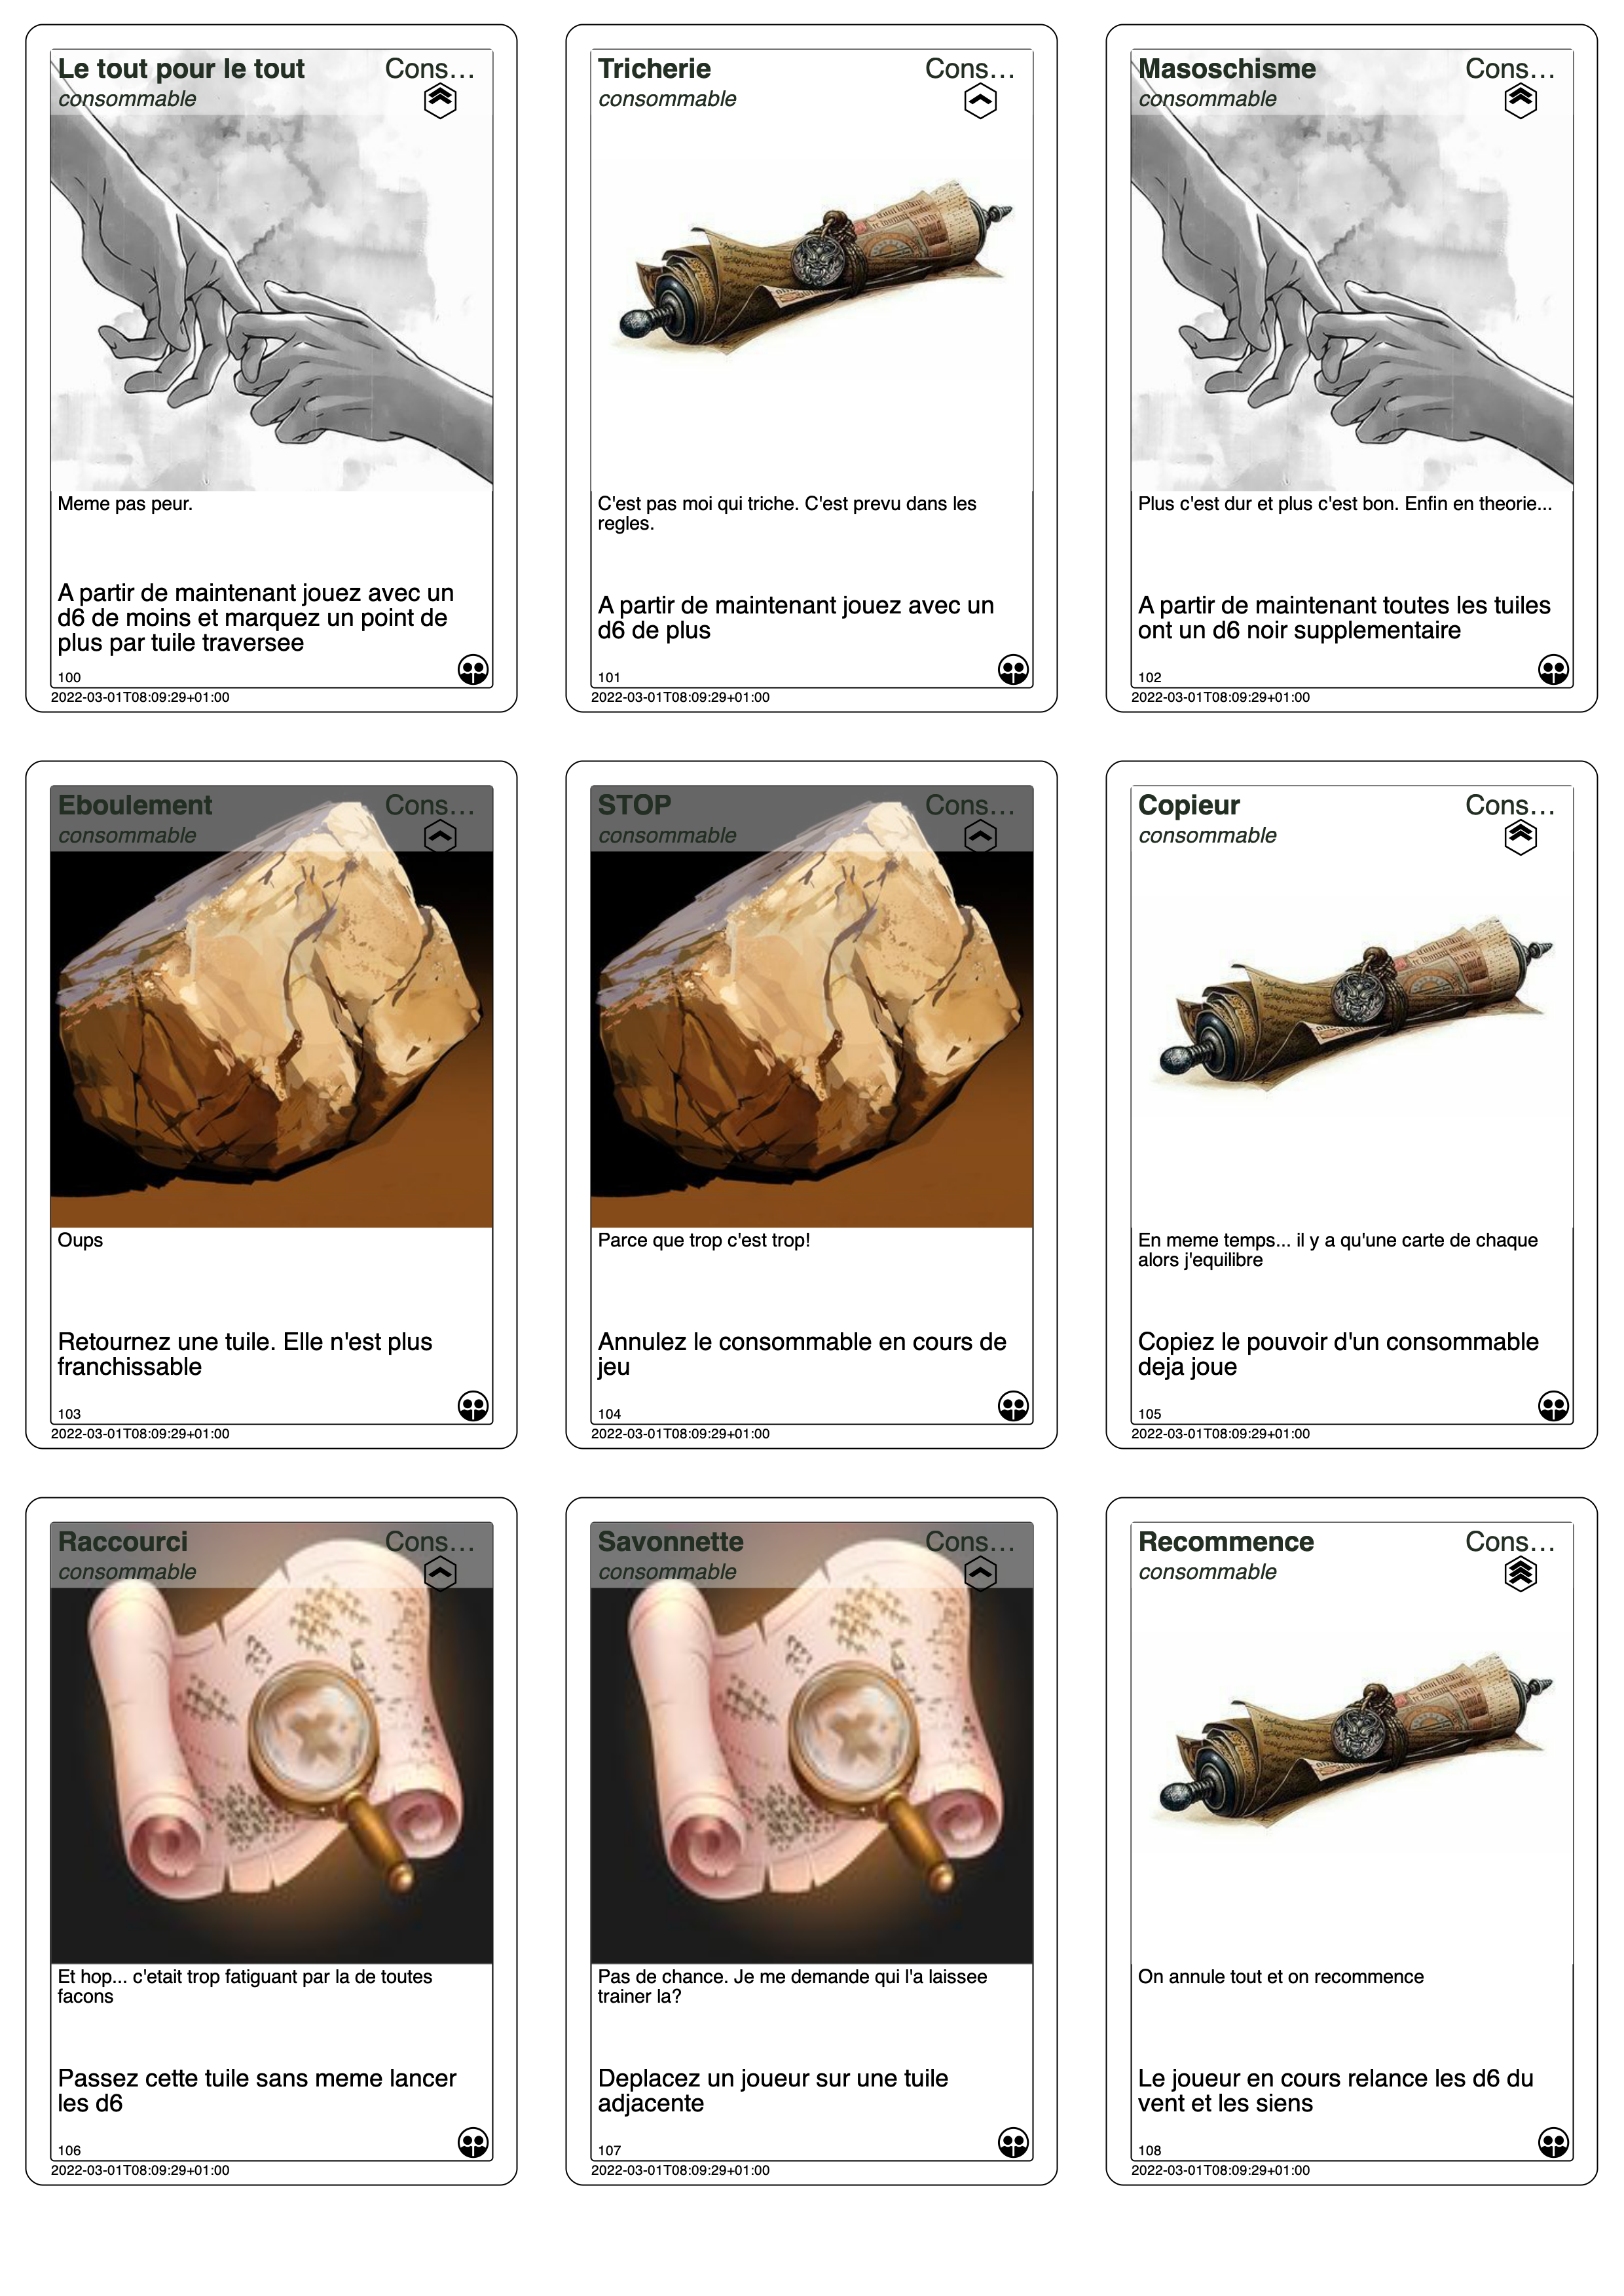 Le tout pour le tout Cons...
consommable
Meme pas peur.
A partir de maintenant jouez avec un
d6 de moins et marquez un point de
plus par tuile traversee
100
2022-03-01T08:09:29+01:00
Tricherie Cons...
consommable
C'est pas moi qui triche. C'est prevu dans les
regles.
A partir de maintenant jouez avec un
d6 de plus
101
2022-03-01T08:09:29+01:00
Masoschisme Cons...
consommable
Plus c'est dur et plus c'est bon. Enfin en theorie...
A partir de maintenant toutes les tuiles
ont un d6 noir supplementaire
102
2022-03-01T08:09:29+01:00
Eboulement Cons...
consommable
Oups
Retournez une tuile. Elle n'est plus
franchissable
103
2022-03-01T08:09:29+01:00
STOP Cons...
consommable
Parce que trop c'est trop!
Annulez le consommable en cours de
jeu
104
2022-03-01T08:09:29+01:00
Copieur Cons...
consommable
En meme temps... il y a qu'une carte de chaque
alors j'equilibre
Copiez le pouvoir d'un consommable
deja joue
105
2022-03-01T08:09:29+01:00
Raccourci Cons...
consommable
Et hop... c'etait trop fatiguant par la de toutes
facons
Passez cette tuile sans meme lancer
les d6
106
2022-03-01T08:09:29+01:00
Savonnette Cons...
consommable
Pas de chance. Je me demande qui l'a laissee
trainer la?
Deplacez un joueur sur une tuile
adjacente
107
2022-03-01T08:09:29+01:00
Recommence Cons...
consommable
On annule tout et on recommence
Le joueur en cours relance les d6 du
vent et les siens
108
2022-03-01T08:09:29+01:00